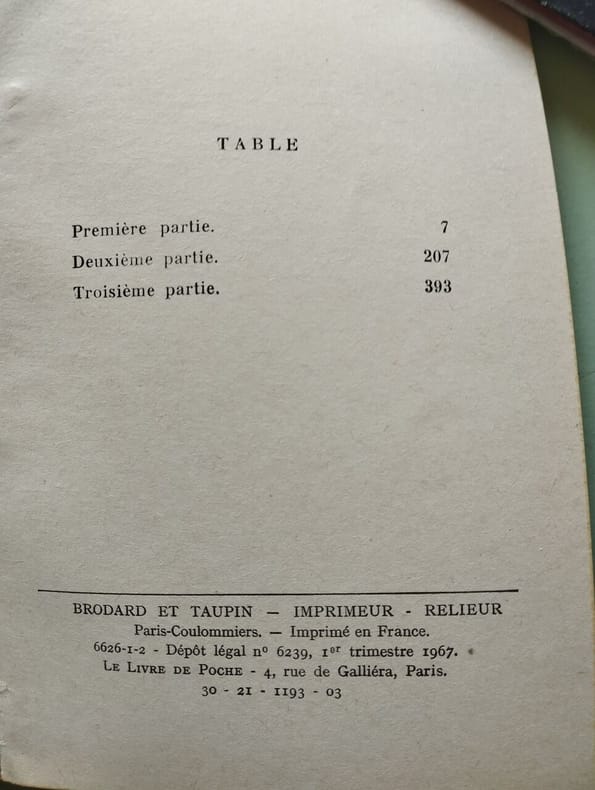 TABLE
Première partie. 7
Deuxième partie. 207
Troisième partie. 393
BRODARD ET TAUPIN — IMPRIMEUR - RELIEUR
Paris-Coulommiers. — Imprimé en France.
6626-1-2 - Dépôt légal nº 6239, 1er trimestre 1967.
LE LIVRE DE POCHE - 4, rue de Galliéra, Paris.
30 - 21 - 1193 - 03